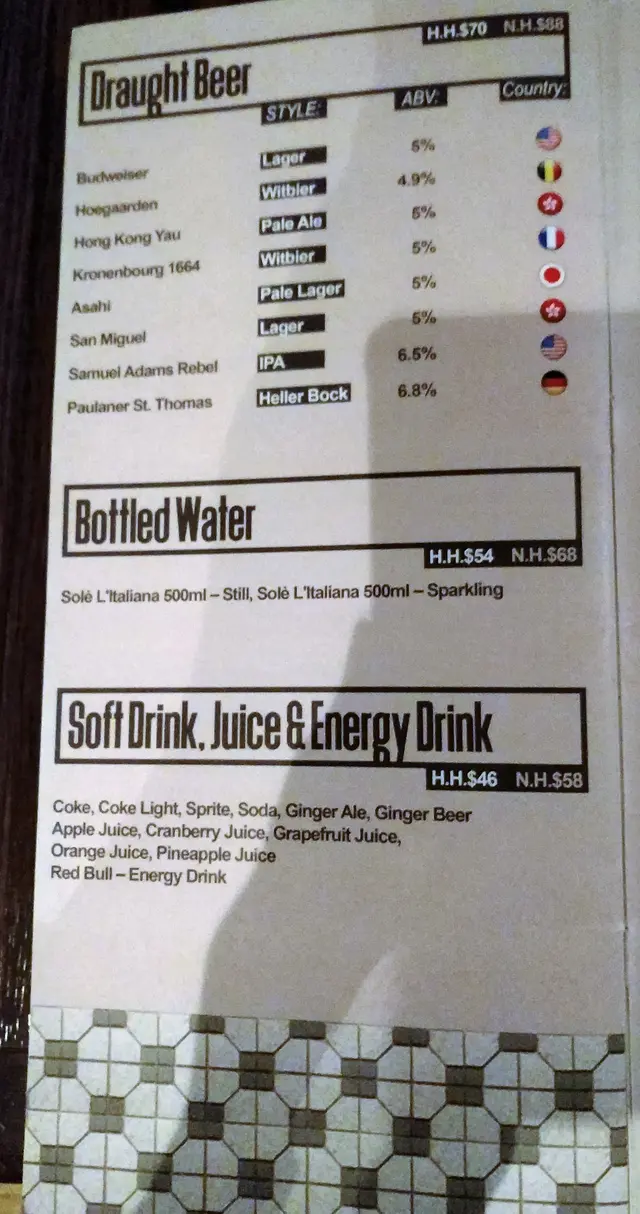 H.H.$70 N.H.$88
Draught Beer
STYLE: ABV: Country:
Budweiser Lager 5%
Hoegaarden Witbier 4.9%
Hong Kong Yau Pale Ale 5%
Kronenbourg 1664 Witbier 5%
Asahi Pale Lager 5%
San Miguel Lager 5%
Samuel Adams Rebel IPA 6.5%
Paulaner St. Thomas Heller Bock 6.8%
Bottled Water
H.H.$54 N.H.$68
Solé L'Italiana 500ml – Still, Solé L'Italiana 500ml – Sparkling
Soft Drink, Juice & Energy Drink
H.H.$46 N.H.$58
Coke, Coke Light, Sprite, Soda, Ginger Ale, Ginger Beer
Apple Juice, Cranberry Juice, Grapefruit Juice,
Orange Juice, Pineapple Juice
Red Bull – Energy Drink